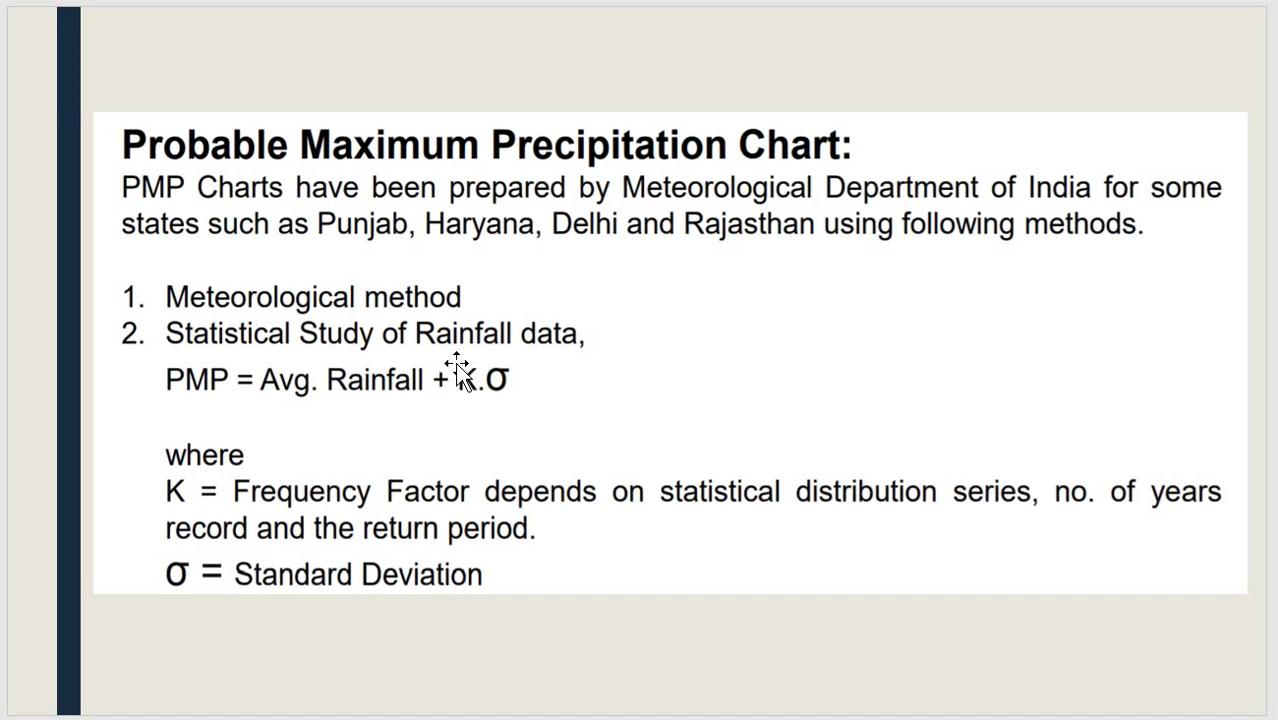 Probable Maximum Precipitation Chart:
PMP Charts have been prepared by Meteorological Department of India for some
states such as Punjab, Haryana, Delhi and Rajasthan using following methods.
1. Meteorological method
2. Statistical Study of Rainfall data,
PMP = Avg. Rainfall + K.σ
where
K = Frequency Factor depends on statistical distribution series, no. of years
record and the return period.
σ = Standard Deviation